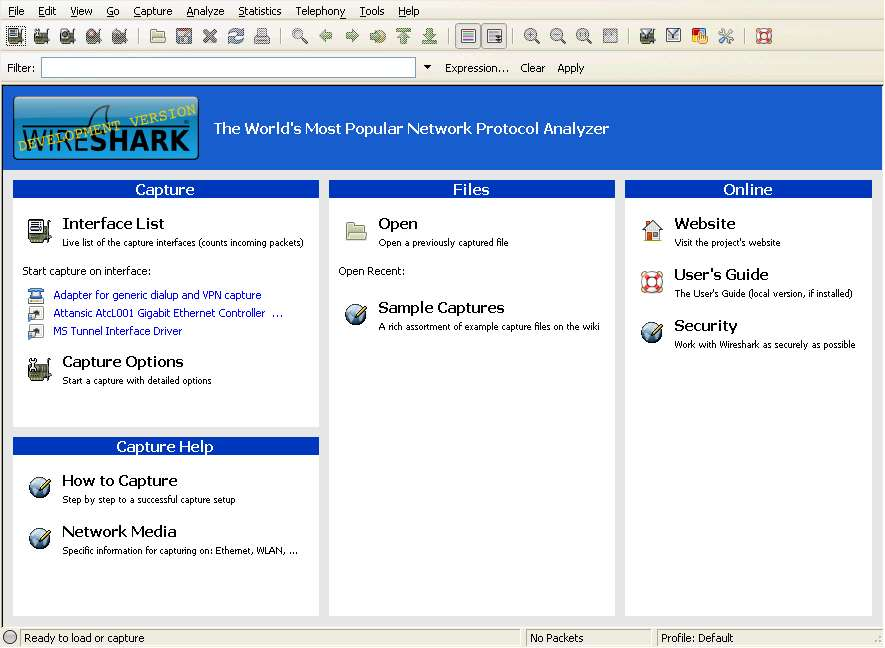 File Edit View Go Capture Analyze Statistics Telephony Tools Help
Filter: Expression... Clear Apply
DEVELOPMENT VERSION
WIRESHARK
The World's Most Popular Network Protocol Analyzer
Capture
Interface List
Live list of the capture interfaces (counts incoming packets)
Start capture on interface:
Adapter for generic dialup and VPN capture
Attansic AtcL001 Gigabit Ethernet Controller ...
MS Tunnel Interface Driver
Capture Options
Start a capture with detailed options
Capture Help
How to Capture
Step by step to a successful capture setup
Network Media
Specific information for capturing on: Ethernet, WLAN, ...
Files
Open
Open a previously captured file
Open Recent:
Sample Captures
A rich assortment of example capture files on the wiki
Online
Website
Visit the project's website
User's Guide
The User's Guide (local version, if installed)
Security
Work with Wireshark as securely as possible
Ready to load or capture
No Packets
Profile: Default